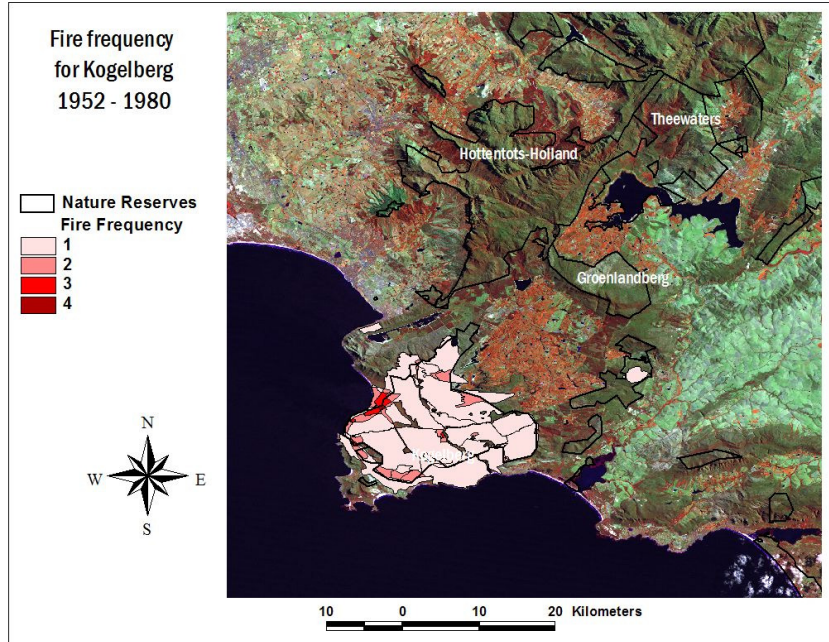 Fire frequency
for Kogelberg
1952 - 1980
Nature Reserves
Fire Frequency
1
2
3
4
N
W E
S
Theewaters
Hottentots-Holland
Groenlandberg
Kogelberg
10 0 10 20 Kilometers